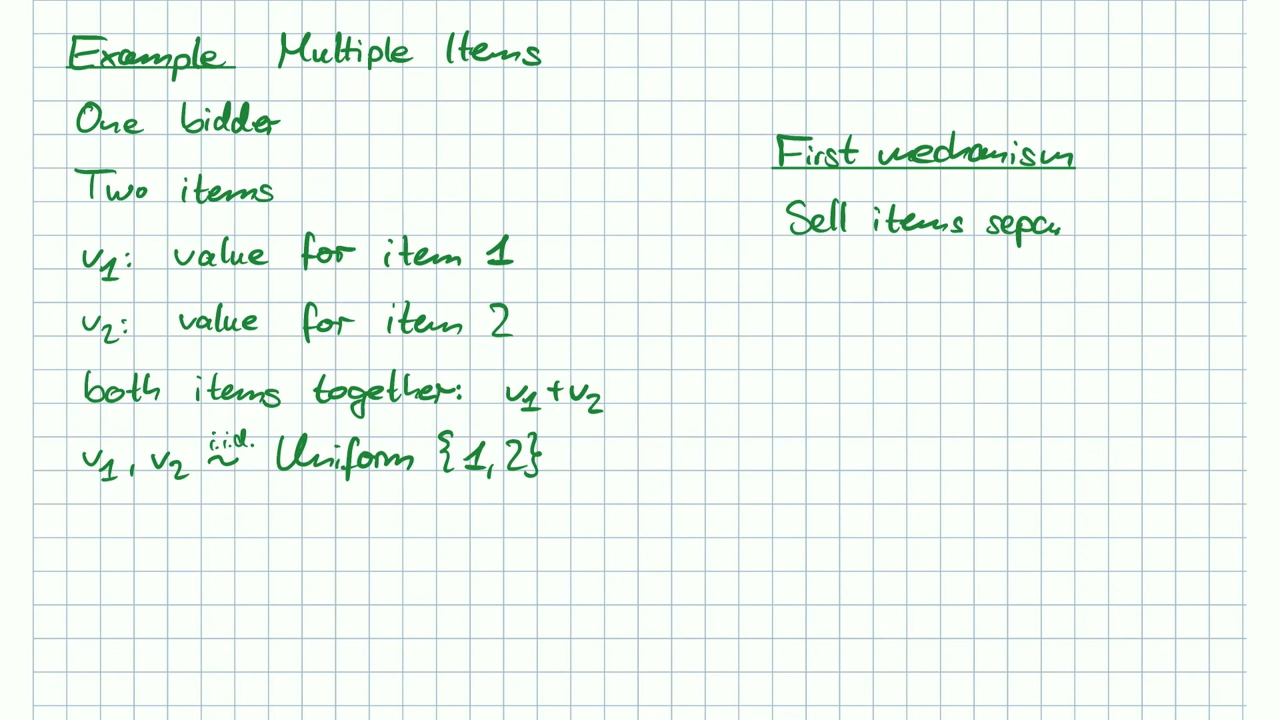 Example Multiple Items
One bidder
Two items
v₁: value for item 1
v₂: value for item 2
both items together: v₁+v₂
v₁, v₂ i.i.d. ~ Uniform {1,2}
First mechanism
Sell items sepa